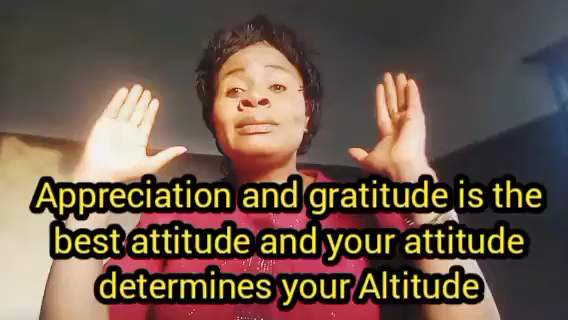 Appreciation and gratitude is the
best attitude and your attitude
determines your Altitude